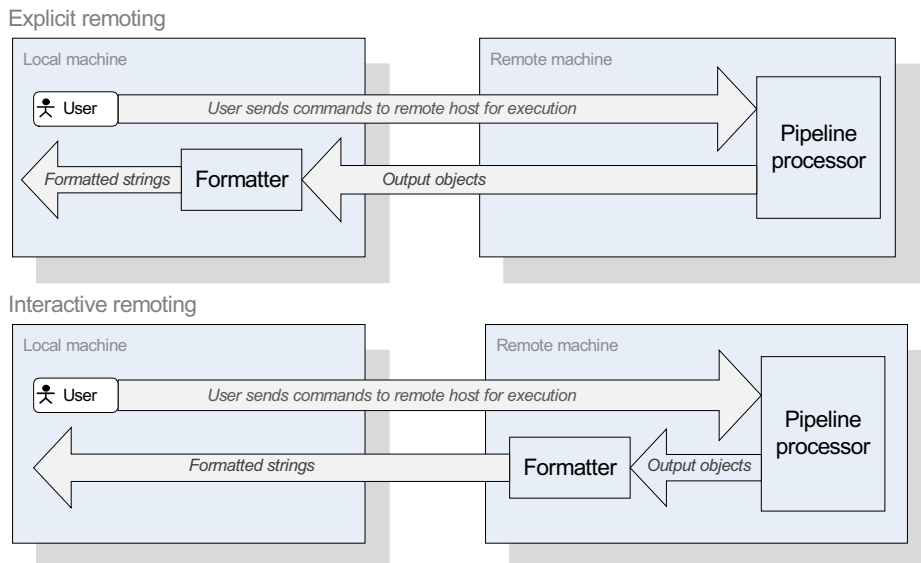 Explicit remoting
Local machine
Remote machine
User
User sends commands to remote host for execution
Pipeline
processor
Formatted strings
Formatter
Output objects
Interactive remoting
Local machine
Remote machine
User
User sends commands to remote host for execution
Pipeline
processor
Formatted strings
Formatter
Output objects